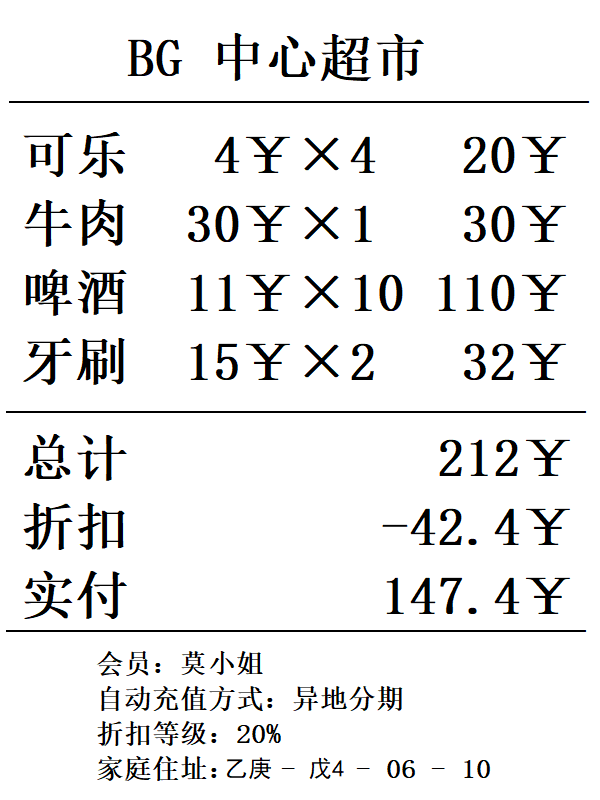 BG 中心超市
可乐 4¥×4 20¥
牛肉 30¥×1 30¥
啤酒 11¥×10 110¥
牙刷 15¥×2 32¥
总计 212¥
折扣 -42.4¥
实付 147.4¥
会员：莫小姐
自动充值方式：异地分期
折扣等级：20%
家庭住址：乙庚 - 戊4 - 06 - 10